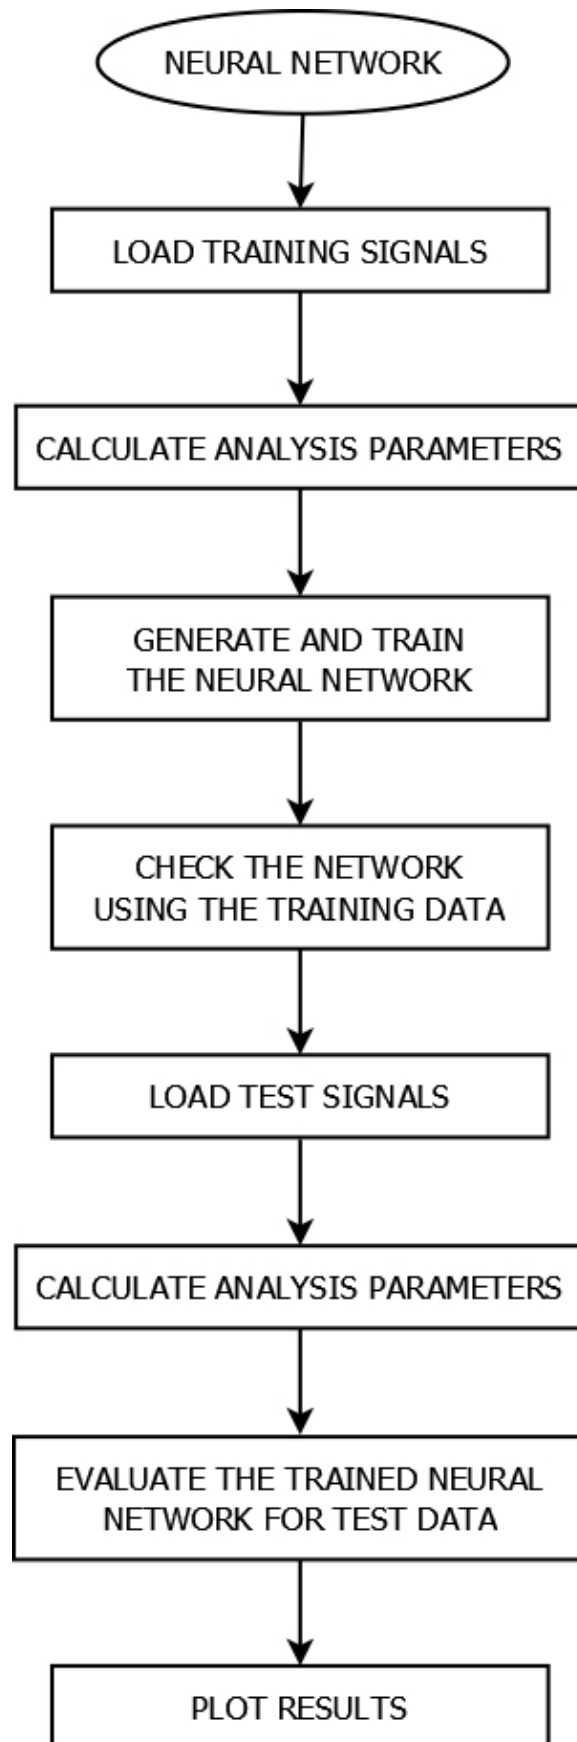 NEURAL NETWORK
LOAD TRAINING SIGNALS
CALCULATE ANALYSIS PARAMETERS
GENERATE AND TRAIN
THE NEURAL NETWORK
CHECK THE NETWORK
USING THE TRAINING DATA
LOAD TEST SIGNALS
CALCULATE ANALYSIS PARAMETERS
EVALUATE THE TRAINED NEURAL
NETWORK FOR TEST DATA
PLOT RESULTS